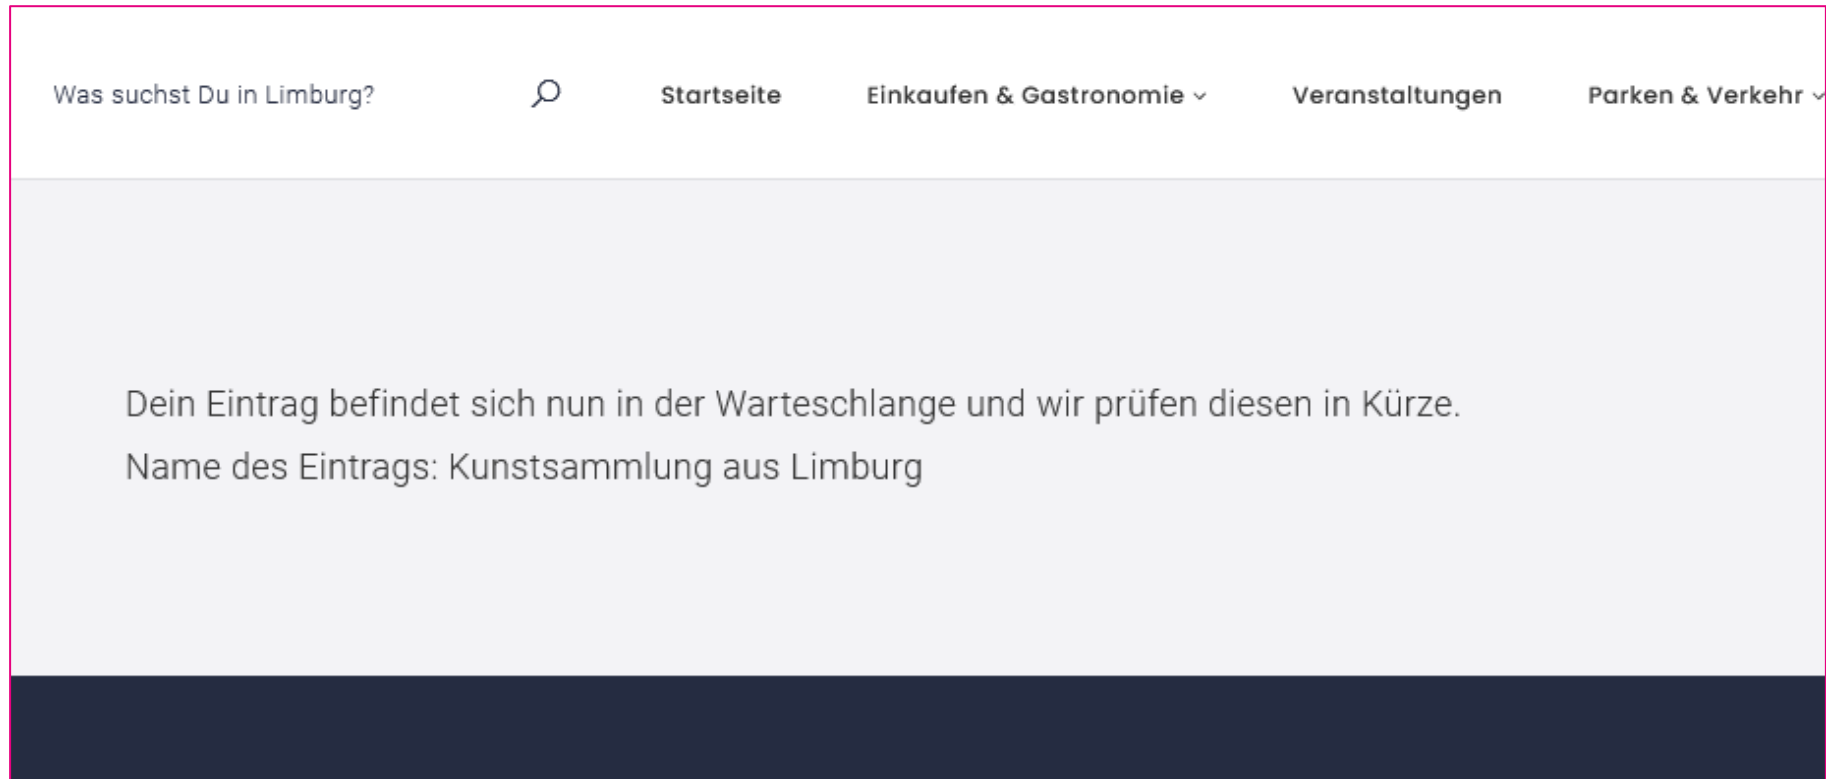 Was suchst Du in Limburg?
Startseite
Einkaufen & Gastronomie
Veranstaltungen
Parken & Verkehr
Dein Eintrag befindet sich nun in der Warteschlange und wir prüfen diesen in Kürze.
Name des Eintrags: Kunstsammlung aus Limburg